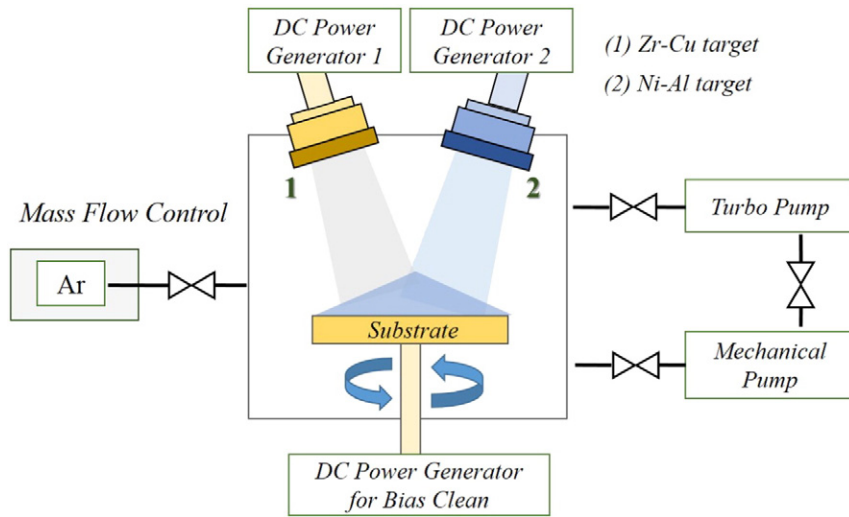 DC Power
Generator 1
DC Power
Generator 2
(1) Zr-Cu target
(2) Ni-Al target
1
2
Mass Flow Control
Ar
Turbo Pump
Substrate
Mechanical
Pump
DC Power Generator
for Bias Clean